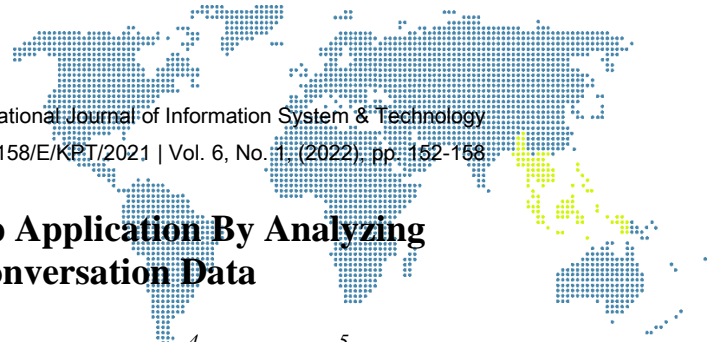 ational Journal of Information System & Technology
158/E/KPT/2021 | Vol. 6, No. 1, (2022), pp. 152-158
Application By Analyzing
onversation Data
4 5